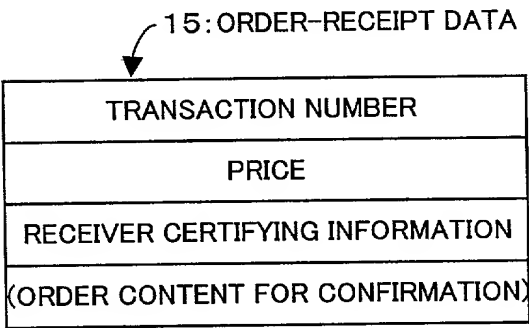 15:ORDER-RECEIPT DATA
TRANSACTION NUMBER
PRICE
RECEIVER CERTIFYING INFORMATION
(ORDER CONTENT FOR CONFIRMATION)